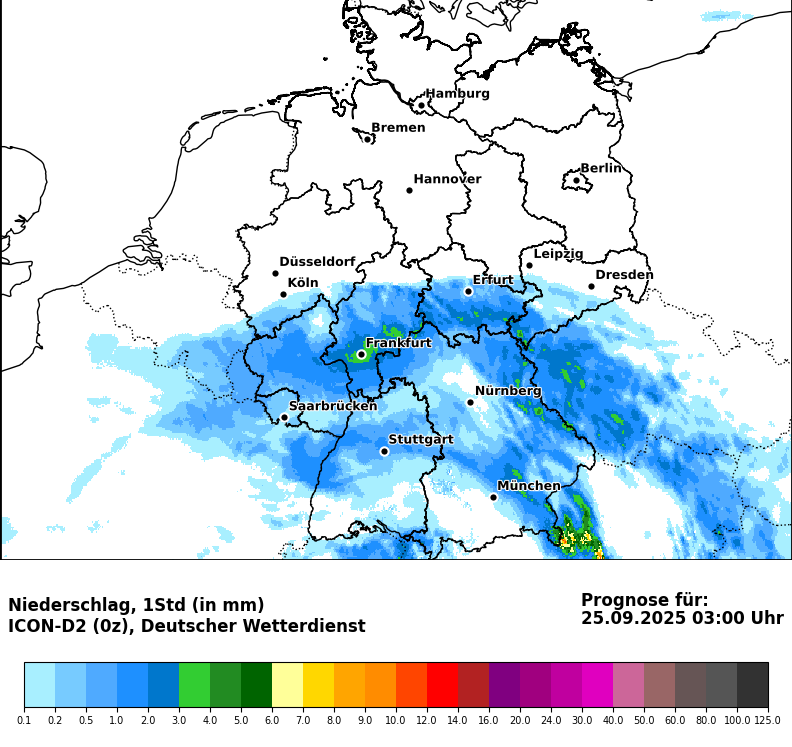 Hamburg
Bremen
Berlin
Hannover
Leipzig
Düsseldorf
Dresden
Köln
Erfurt
Frankfurt
Nürnberg
Saarbrücken
Stuttgart
München
Niederschlag, 1Std (in mm)
ICON-D2 (0z), Deutscher Wetterdienst
Prognose für:
25.09.2025 03:00 Uhr
0.1 0.2 0.5 1.0 2.0 3.0 4.0 5.0 6.0 7.0 8.0 9.0 10.0 12.0 14.0 16.0 20.0 24.0 30.0 40.0 50.0 60.0 80.0 100.0 125.0